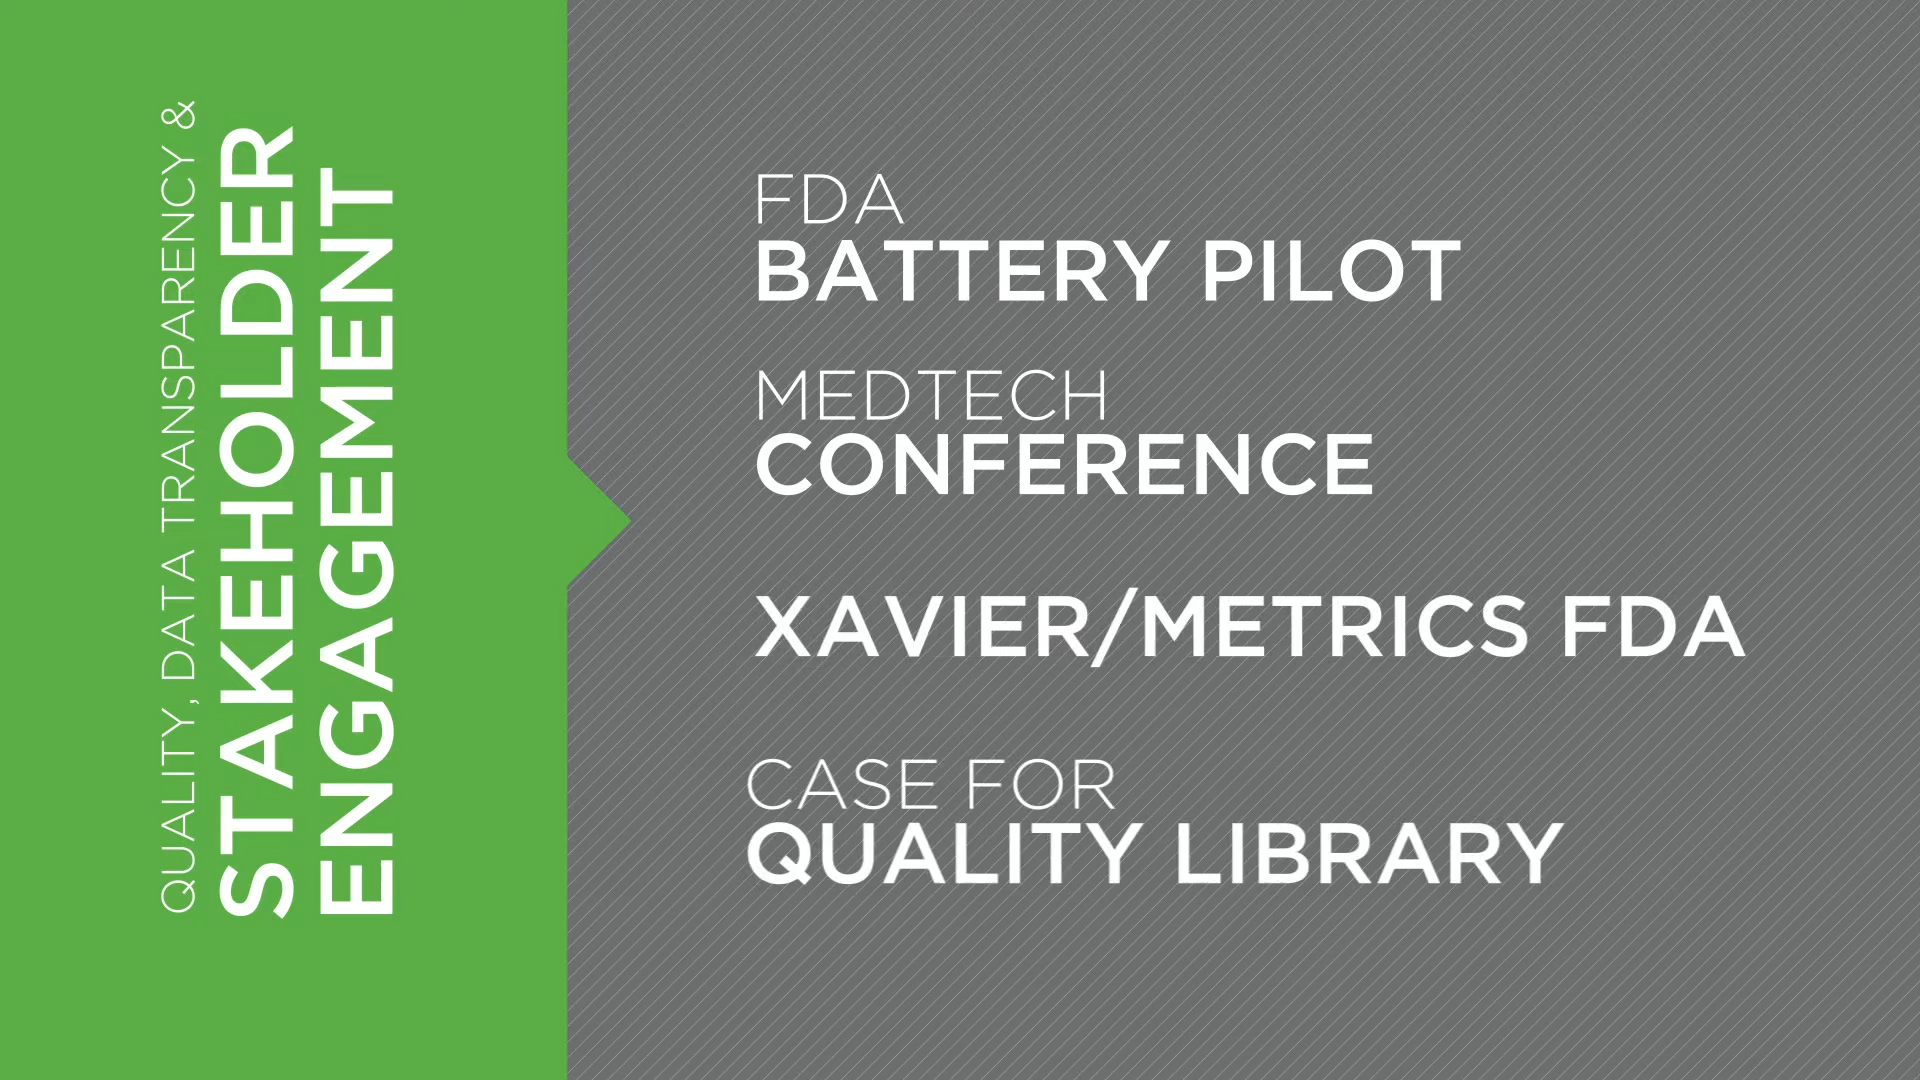 QUALITY, DATA TRANSPARENCY &
STAKEHOLDER
ENGAGEMENT
FDA
BATTERY PILOT
MEDTECH
CONFERENCE
XAVIER/METRICS FDA
CASE FOR
QUALITY LIBRARY